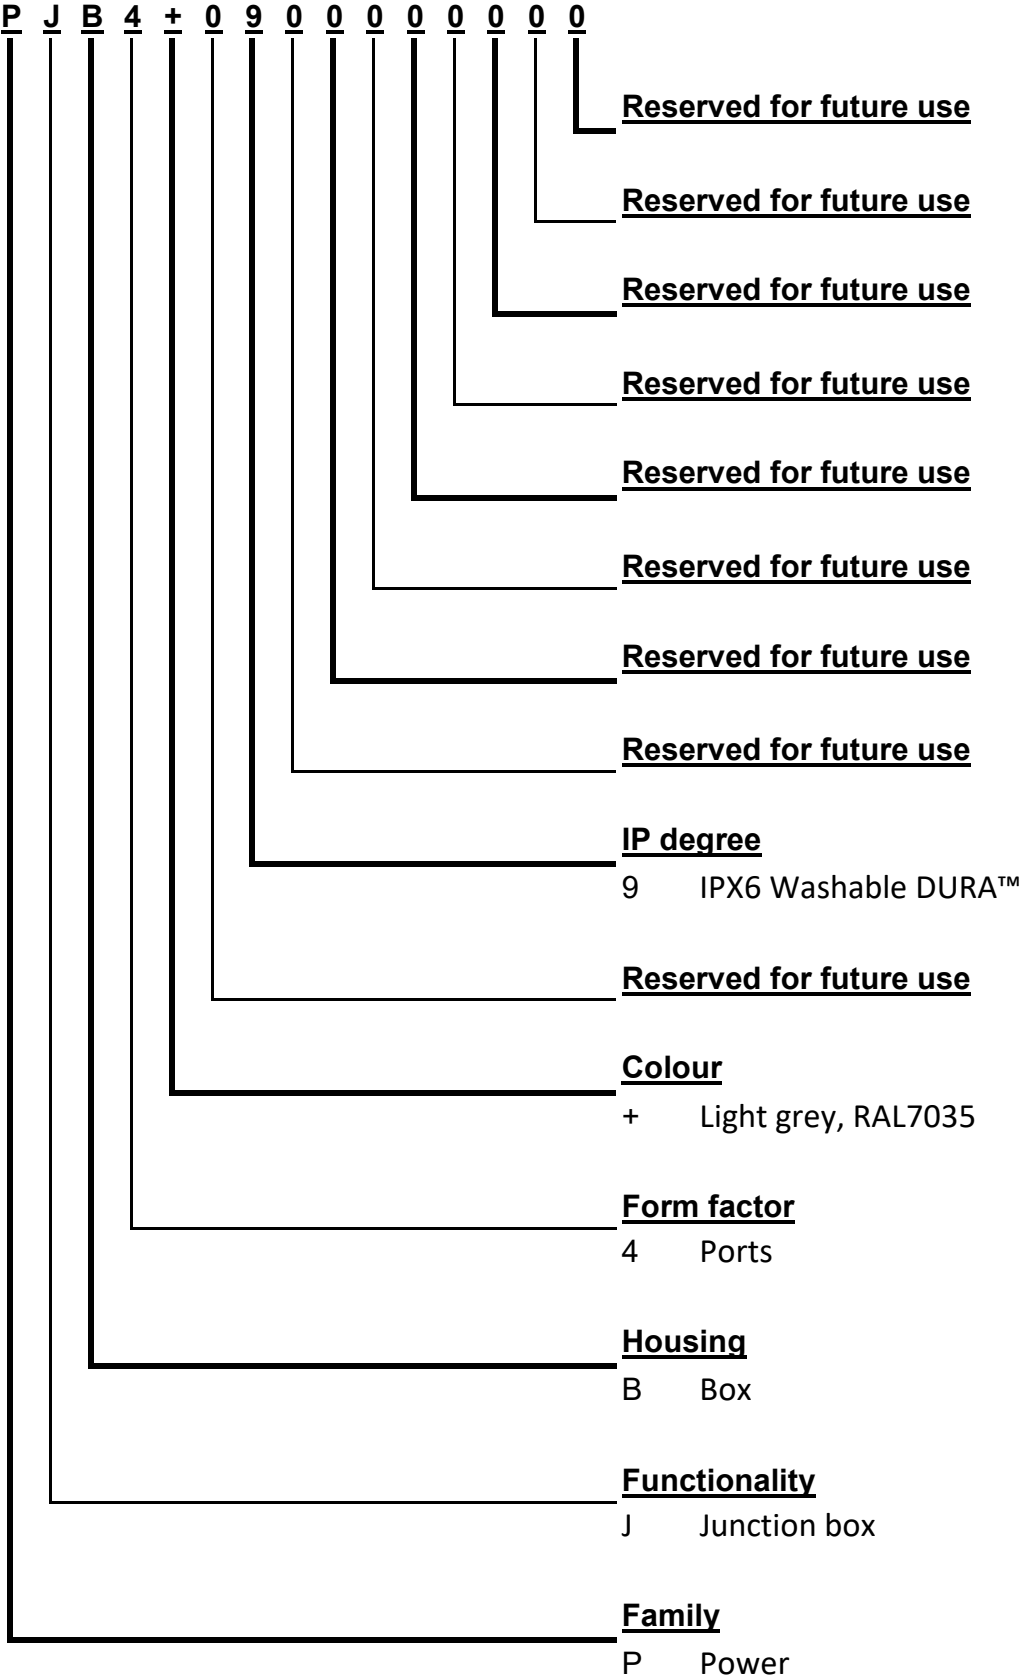 P J B 4 + 0 9 0 0 0 0 0 0 0 0
Reserved for future use
Reserved for future use
Reserved for future use
Reserved for future use
Reserved for future use
Reserved for future use
Reserved for future use
Reserved for future use
IP degree
9 IPX6 Washable DURA™
Reserved for future use
Colour
+ Light grey, RAL7035
Form factor
4 Ports
Housing
B Box
Functionality
J Junction box
Family
P Power